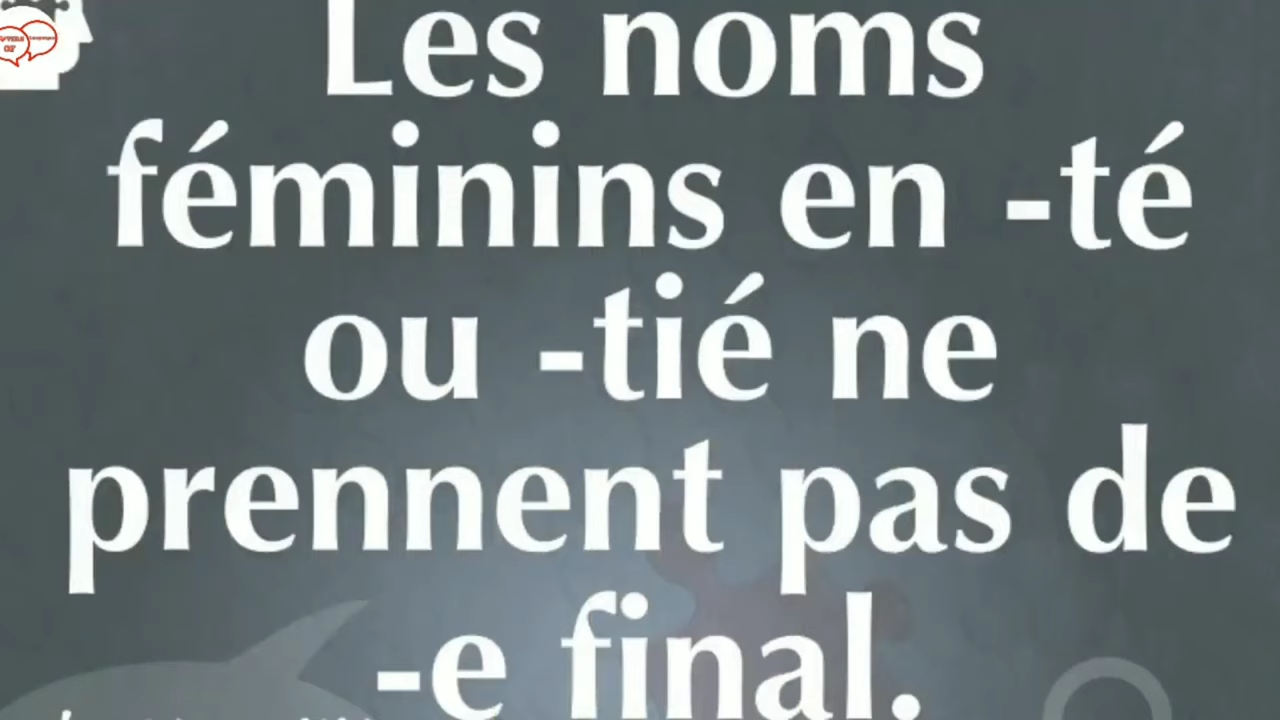 Les noms
féminins en -té
ou -tié ne
prennent pas de
-e final.